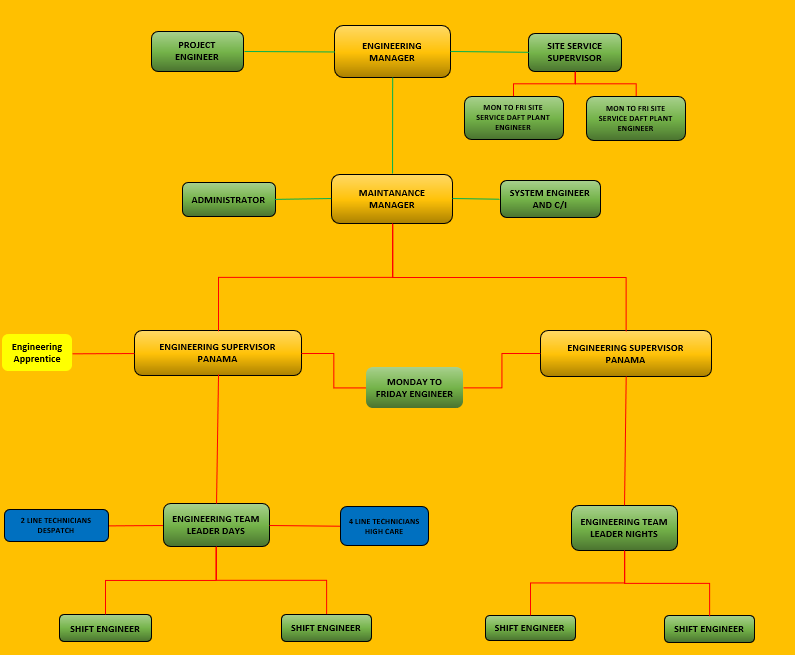 PROJECT
ENGINEER
ENGINEERING
MANAGER
SITE SERVICE
SUPERVISOR
MON TO FRI SITE
SERVICE DAFT PLANT
ENGINEER
MON TO FRI SITE
SERVICE DAFT PLANT
ENGINEER
ADMINISTRATOR
MAINTANANCE
MANAGER
SYSTEM ENGINEER
AND C/I
Engineering
Apprentice
ENGINEERING SUPERVISOR
PANAMA
MONDAY TO
FRIDAY ENGINEER
ENGINEERING SUPERVISOR
PANAMA
2 LINE TECHNICIANS
DESPATCH
ENGINEERING TEAM
LEADER DAYS
4 LINE TECHNICIANS
HIGH CARE
ENGINEERING TEAM
LEADER NIGHTS
SHIFT ENGINEER
SHIFT ENGINEER
SHIFT ENGINEER
SHIFT ENGINEER